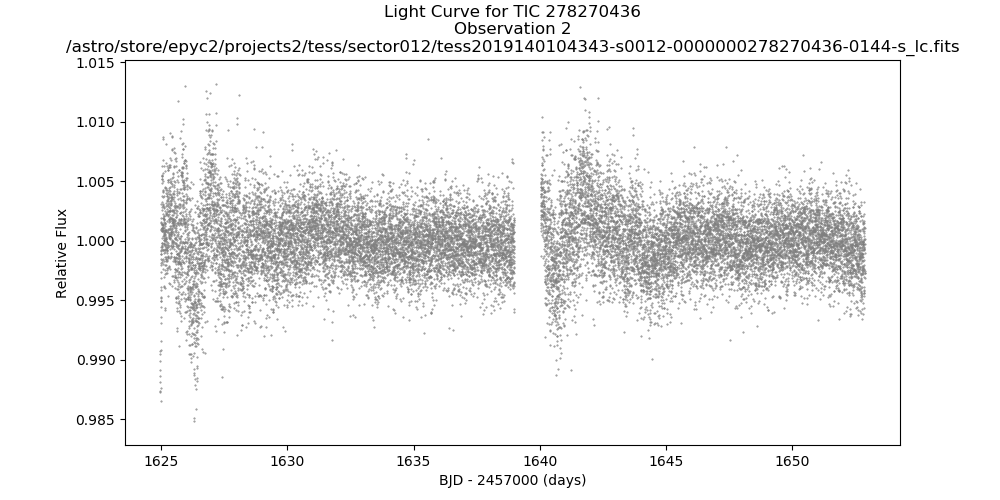 Light Curve for TIC 278270436
Observation 2
/astro/store/epyc2/projects2/tess/sector012/tess2019140104343-s0012-0000000278270436-0144-s_lc.fits
1.015
1.010
1.005
1.000
0.995
0.990
0.985
Relative Flux
1625
1630
1635
1640
1645
1650
BJD - 2457000 (days)